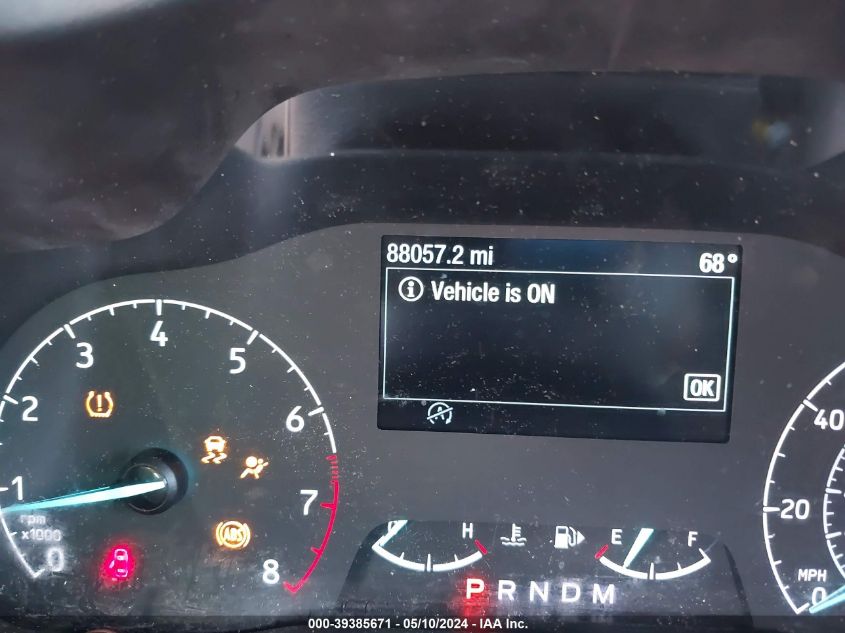 88057.2 mi 68°
Vehicle is ON
OK
1 2 3 4 5 6 7 8
rpm
x1000 0
ABS
H E F
P R N D M
40
20
MPH 0
000-39385671 - 05/10/2024 - IAA Inc.